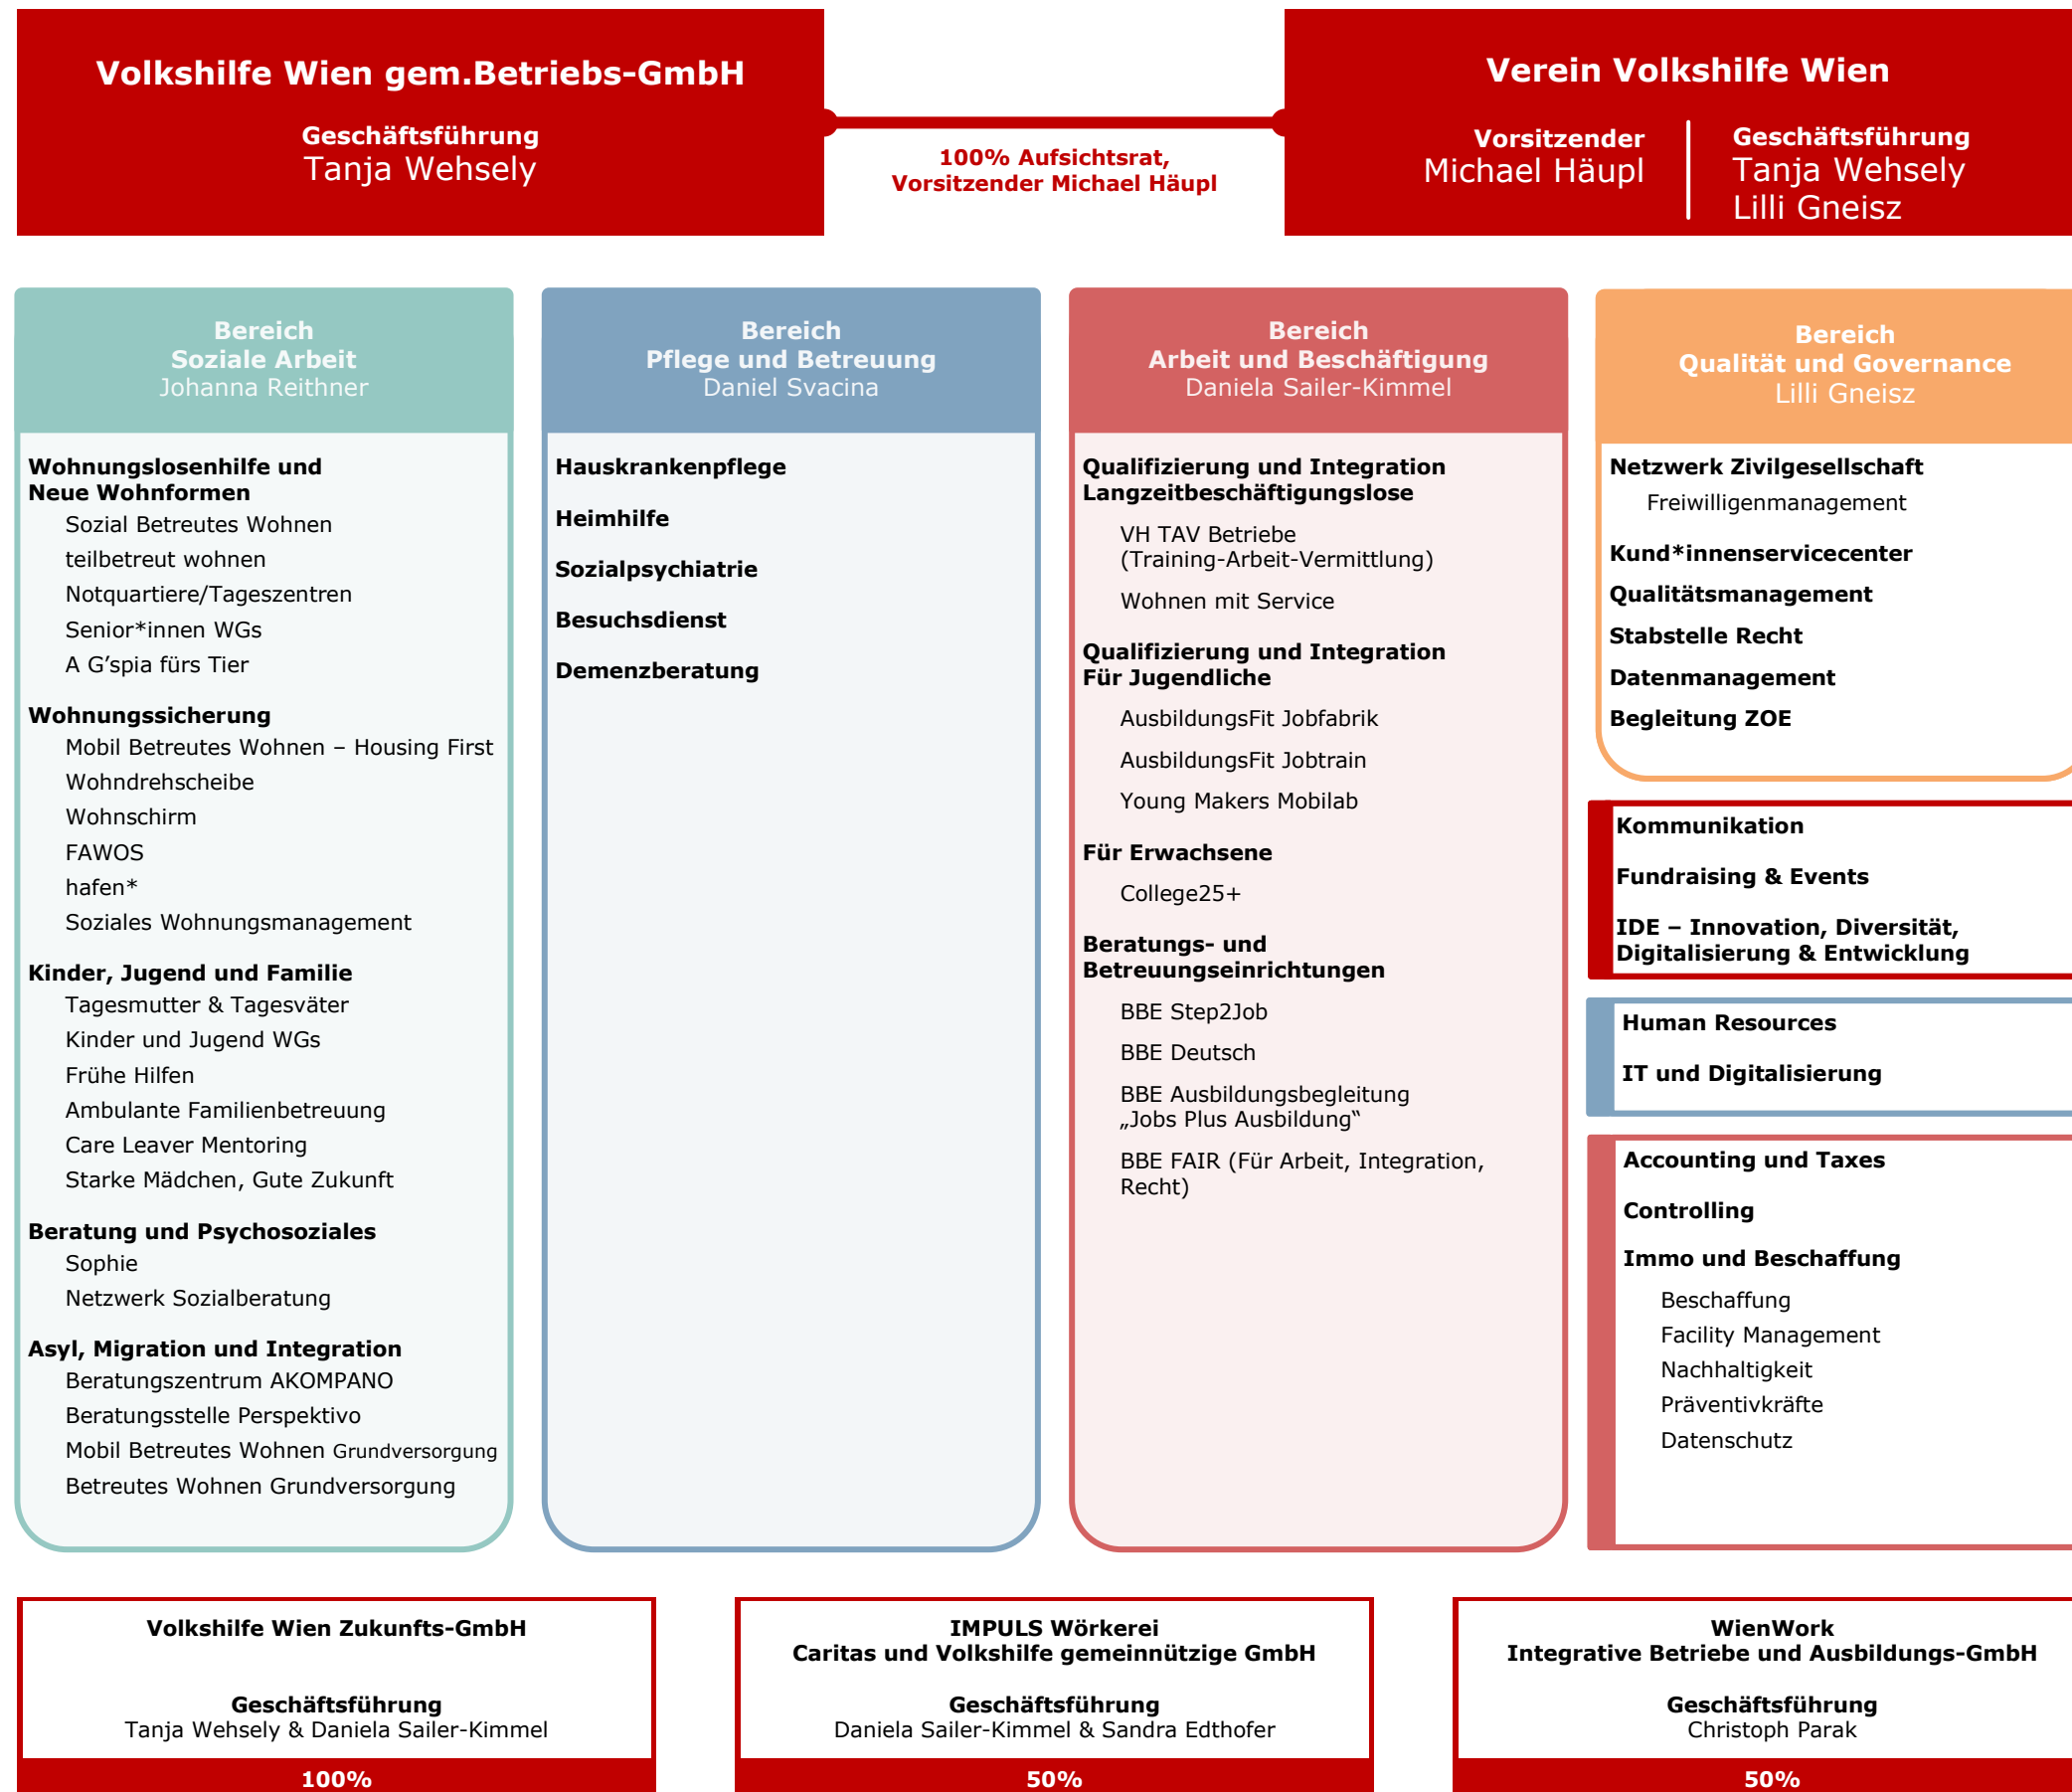 Volkshilfe Wien gem.Betriebs-GmbH
Geschäftsführung
Tanja Wehsely
100% Aufsichtsrat,
Vorsitzender Michael Häupl
Verein Volkshilfe Wien
Vorsitzender
Michael Häupl
Geschäftsführung
Tanja Wehsely
Lilli Gneisz
Bereich
Soziale Arbeit
Johanna Reithner
Wohnungslosenhilfe und
Neue Wohnformen
Sozial Betreutes Wohnen
teilbetreut wohnen
Notquartiere/Tageszentren
Senior*innen WGs
A G’spia fürs Tier
Wohnungssicherung
Mobil Betreutes Wohnen – Housing First
Wohndrehscheibe
Wohnschirm
FAWOS
hafen*
Soziales Wohnungsmanagement
Kinder, Jugend und Familie
Tagesmutter & Tagesväter
Kinder und Jugend WGs
Frühe Hilfen
Ambulante Familienbetreuung
Care Leaver Mentoring
Starke Mädchen, Gute Zukunft
Beratung und Psychosoziales
Sophie
Netzwerk Sozialberatung
Asyl, Migration und Integration
Beratungszentrum AKOMPANO
Beratungsstelle Perspektivo
Mobil Betreutes Wohnen Grundversorgung
Betreutes Wohnen Grundversorgung
Bereich
Pflege und Betreuung
Daniel Svacina
Hauskrankenpflege
Heimhilfe
Sozialpsychiatrie
Besuchsdienst
Demenzberatung
Bereich
Arbeit und Beschäftigung
Daniela Sailer-Kimmel
Qualifizierung und Integration
Langzeitbeschäftigungslose
VH TAV Betriebe
(Training-Arbeit-Vermittlung)
Wohnen mit Service
Qualifizierung und Integration
Für Jugendliche
AusbildungsFit Jobfabrik
AusbildungsFit Jobtrain
Young Makers Mobilab
Für Erwachsene
College25+
Beratungs- und
Betreuungseinrichtungen
BBE Step2Job
BBE Deutsch
BBE Ausbildungsbegleitung
„Jobs Plus Ausbildung“
BBE FAIR (Für Arbeit, Integration,
Recht)
Bereich
Qualität und Governance
Lilli Gneisz
Netzwerk Zivilgesellschaft
Freiwilligenmanagement
Kund*innenservicecenter
Qualitätsmanagement
Stabstelle Recht
Datenmanagement
Begleitung ZOE
Kommunikation
Fundraising & Events
IDE – Innovation, Diversität,
Digitalisierung & Entwicklung
Human Resources
IT und Digitalisierung
Accounting und Taxes
Controlling
Immo und Beschaffung
Beschaffung
Facility Management
Nachhaltigkeit
Präventivkräfte
Datenschutz
Volkshilfe Wien Zukunfts-GmbH
Geschäftsführung
Tanja Wehsely & Daniela Sailer-Kimmel
100%
IMPULS Wörkerei
Caritas und Volkshilfe gemeinnützige GmbH
Geschäftsführung
Daniela Sailer-Kimmel & Sandra Edthofer
50%
WienWork
Integrative Betriebe und Ausbildungs-GmbH
Geschäftsführung
Christoph Parak
50%